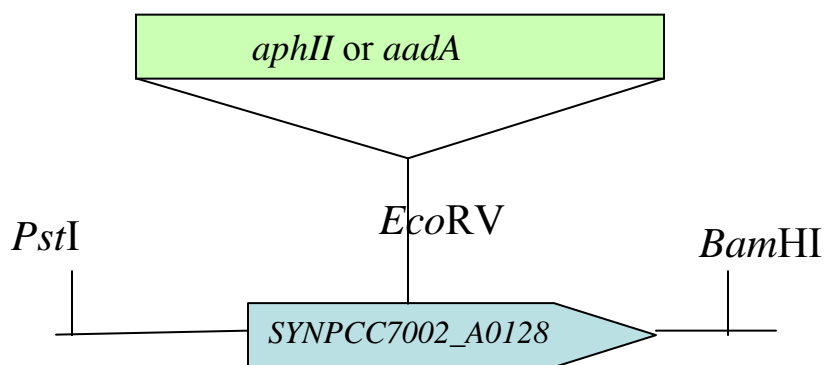 aphII or aadA
EcoRV
PstI
BamHI
SYNPCC7002_A0128